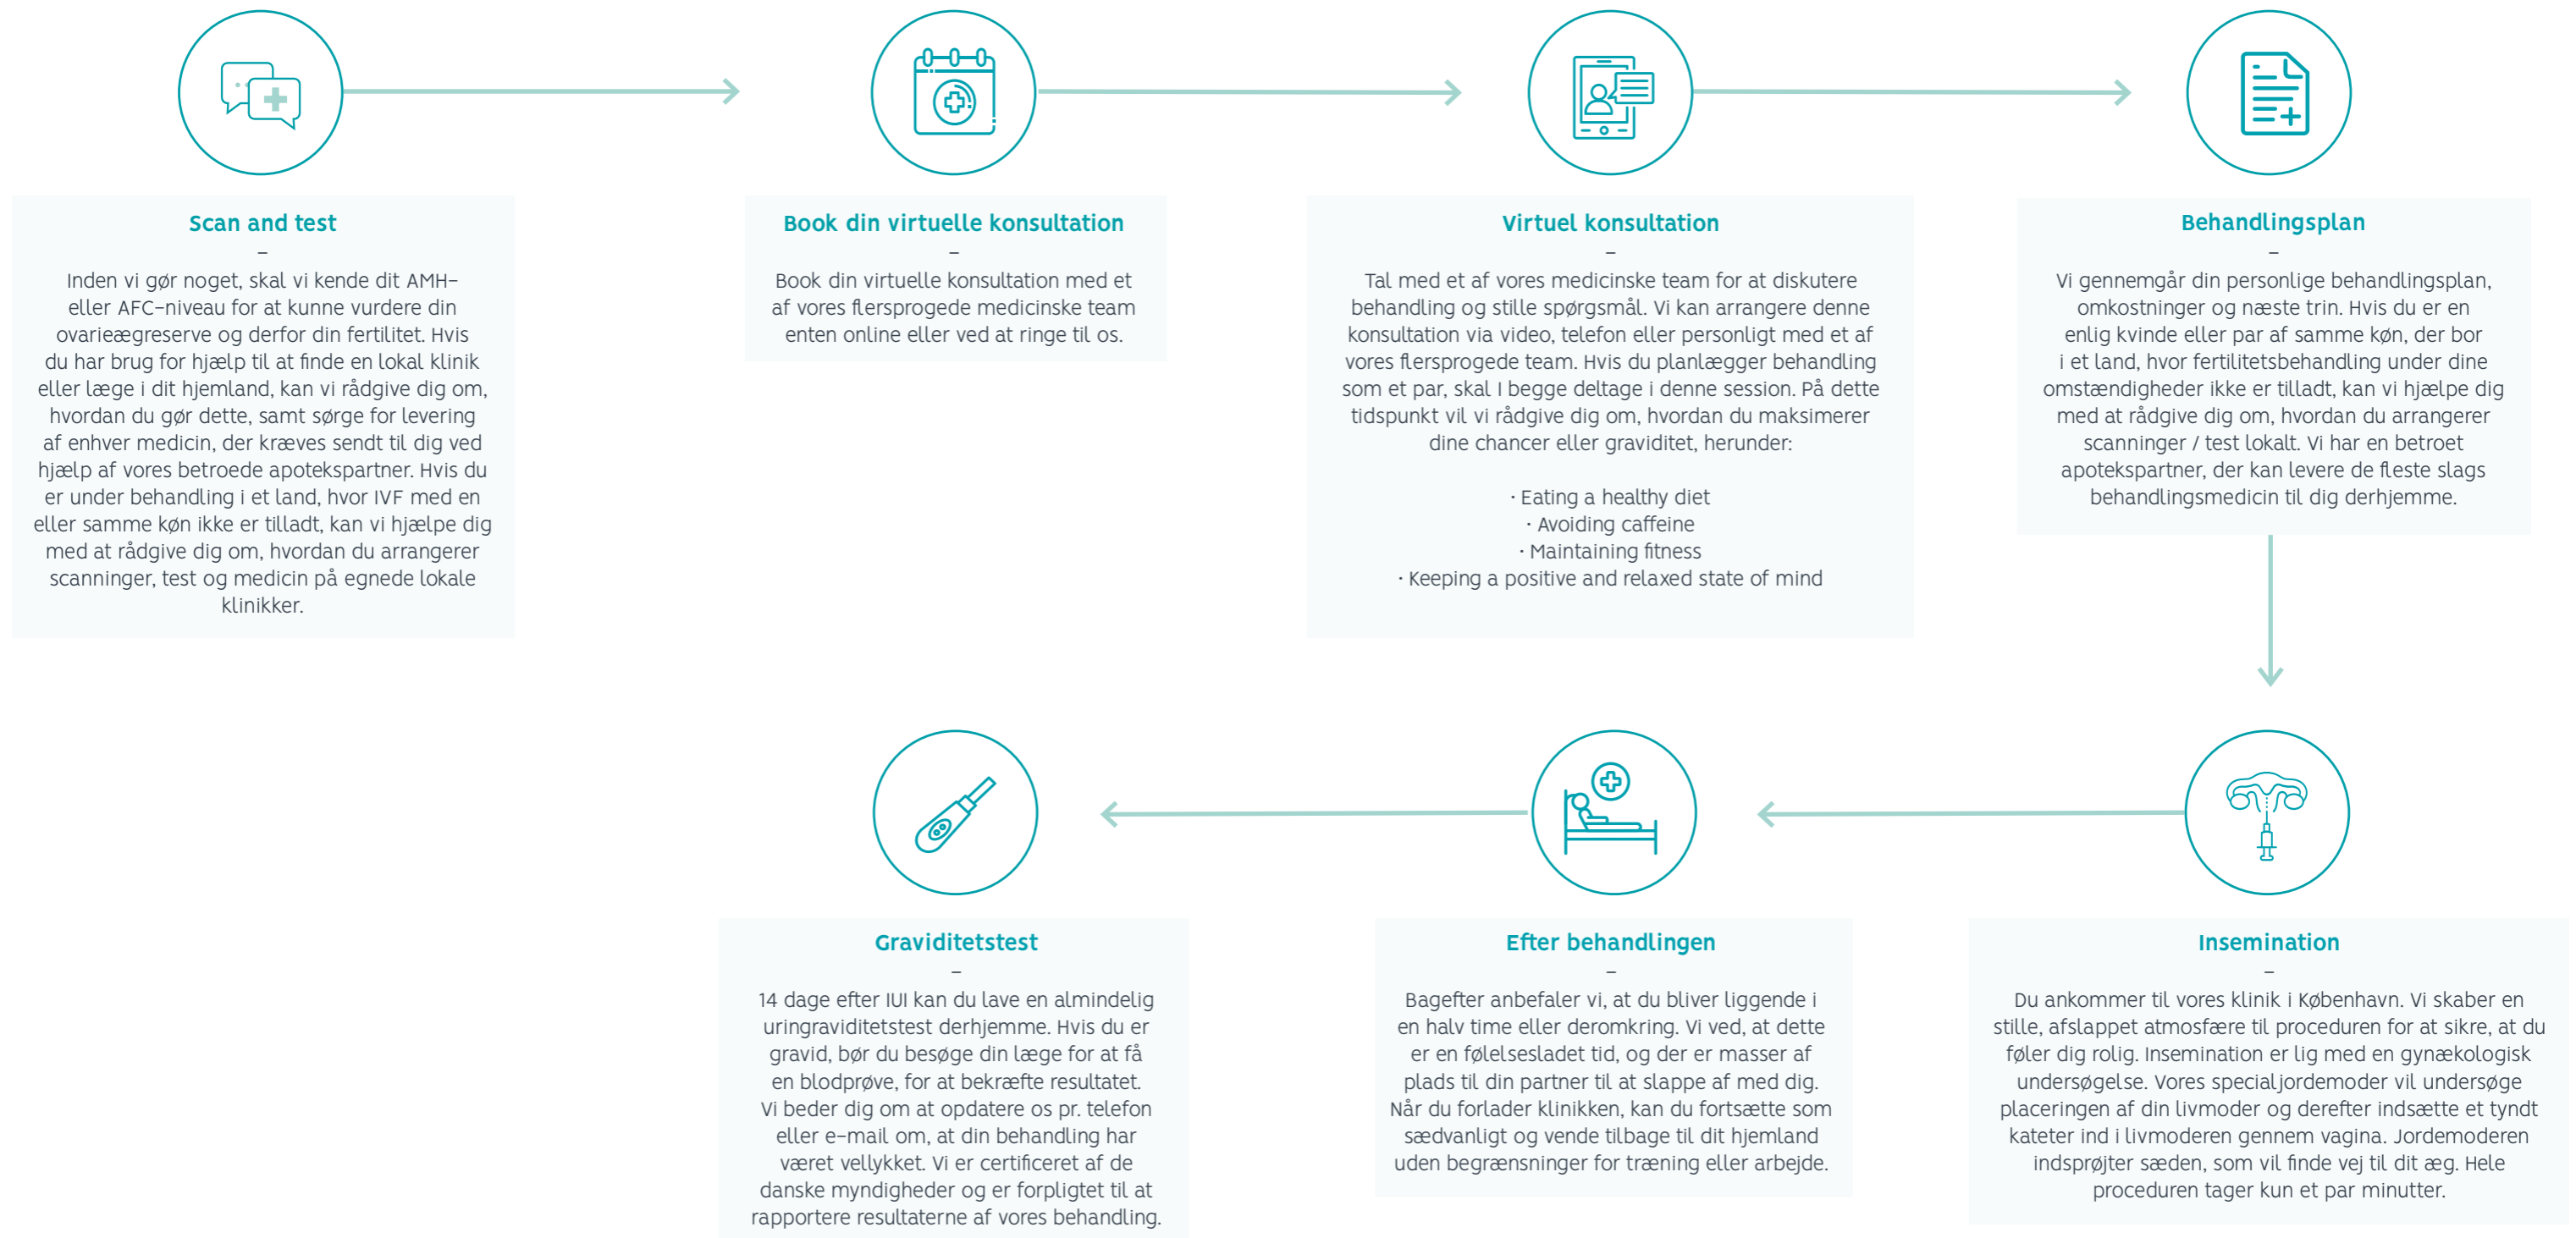 Scan and test
–
Inden vi gør noget, skal vi kende dit AMH-
eller AFC-niveau for at kunne vurdere din
ovarieægreserve og derfor din fertilitet. Hvis
du har brug for hjælp til at finde en lokal klinik
eller læge i dit hjemland, kan vi rådgive dig om,
hvordan du gør dette, samt sørge for levering
af enhver medicin, der kræves sendt til dig ved
hjælp af vores betroede apotekspartner. Hvis du
er under behandling i et land, hvor IVF med en
eller samme køn ikke er tilladt, kan vi hjælpe dig
med at rådgive dig om, hvordan du arrangerer
scanninger, test og medicin på egnede lokale
klinikker.
Book din virtuelle konsultation
–
Book din virtuelle konsultation med et
af vores flersprogede medicinske team
enten online eller ved at ringe til os.
Virtuel konsultation
–
Tal med et af vores medicinske team for at diskutere
behandling og stille spørgsmål. Vi kan arrangere denne
konsultation via video, telefon eller personligt med et af
vores flersprogede team. Hvis du planlægger behandling
som et par, skal I begge deltage i denne session. På dette
tidspunkt vil vi rådgive dig om, hvordan du maksimerer
dine chancer eller graviditet, herunder:
· Eating a healthy diet
· Avoiding caffeine
· Maintaining fitness
· Keeping a positive and relaxed state of mind
Behandlingsplan
–
Vi gennemgår din personlige behandlingsplan,
omkostninger og næste trin. Hvis du er en
enlig kvinde eller par af samme køn, der bor
i et land, hvor fertilitetsbehandling under dine
omstændigheder ikke er tilladt, kan vi hjælpe dig
med at rådgive dig om, hvordan du arrangerer
scanninger / test lokalt. Vi har en betroet
apotekspartner, der kan levere de fleste slags
behandlingsmedicin til dig derhjemme.
Insemination
–
Du ankommer til vores klinik i København. Vi skaber en
stille, afslappet atmosfære til proceduren for at sikre, at du
føler dig rolig. Insemination er lig med en gynækologisk
undersøgelse. Vores specialjordemoder vil undersøge
placeringen af din livmoder og derefter indsætte et tyndt
kateter ind i livmoderen gennem vagina. Jordemoderen
indsprøjter sæden, som vil finde vej til dit æg. Hele
proceduren tager kun et par minutter.
Efter behandlingen
–
Bagefter anbefaler vi, at du bliver liggende i
en halv time eller deromkring. Vi ved, at dette
er en følelsesladet tid, og der er masser af
plads til din partner til at slappe af med dig.
Når du forlader klinikken, kan du fortsætte som
sædvanligt og vende tilbage til dit hjemland
uden begrænsninger for træning eller arbejde.
Graviditetstest
–
14 dage efter IUI kan du lave en almindelig
uringraviditetstest derhjemme. Hvis du er
gravid, bør du besøge din læge for at få
en blodprøve, for at bekræfte resultatet.
Vi beder dig om at opdatere os pr. telefon
eller e-mail om, at din behandling har
været vellykket. Vi er certificeret af de
danske myndigheder og er forpligtet til at
rapportere resultaterne af vores behandling.